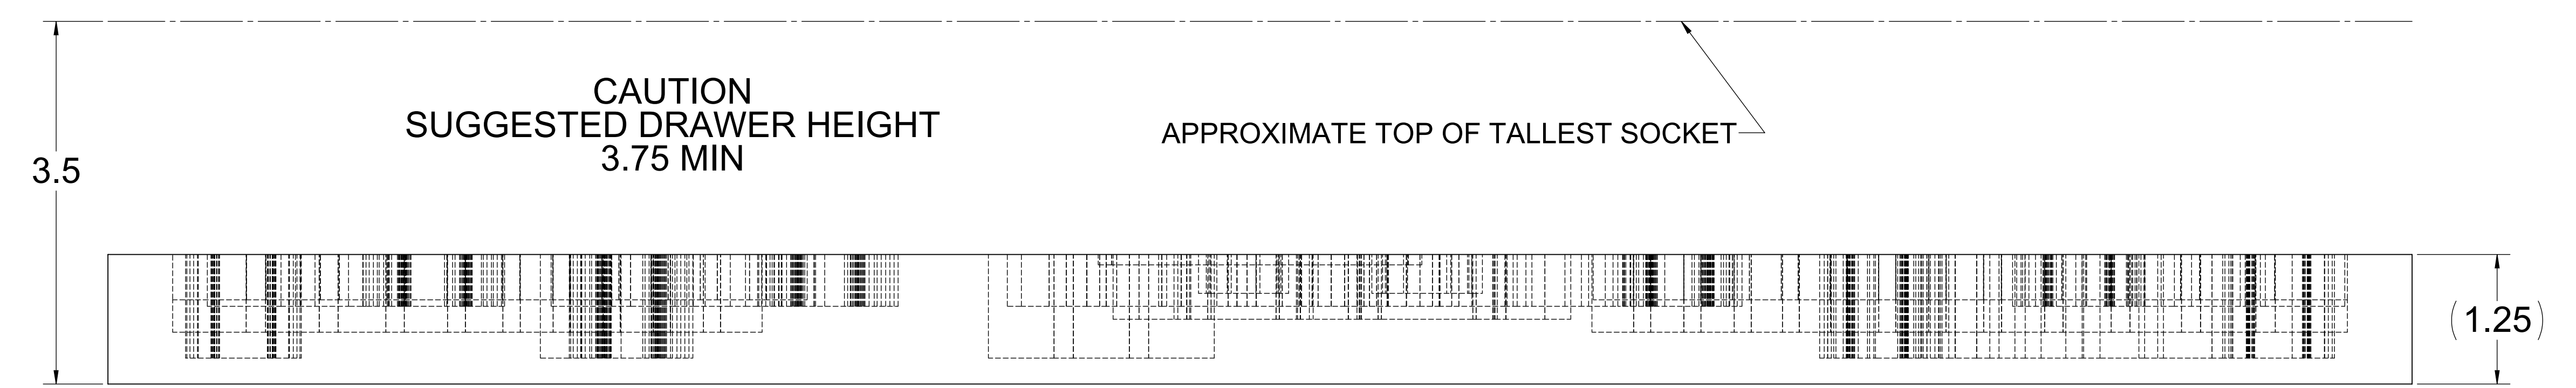 CAUTION
SUGGESTED DRAWER HEIGHT
3.75 MIN
APPROXIMATE TOP OF TALLEST SOCKET
3.5
(1.25)